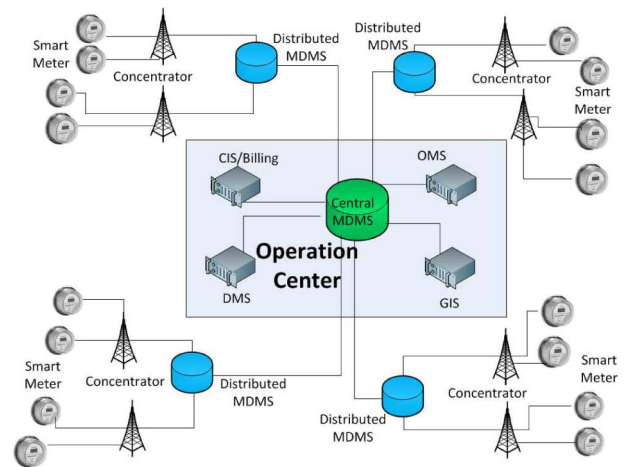 Smart
Meter
Concentrator
Distributed
MDMS
Distributed
MDMS
Concentrator
Smart
Meter
CIS/Billing
OMS
Central
MDMS
Operation
Center
DMS
GIS
Smart
Meter
Concentrator
Distributed
MDMS
Distributed
MDMS
Concentrator
Smart
Meter